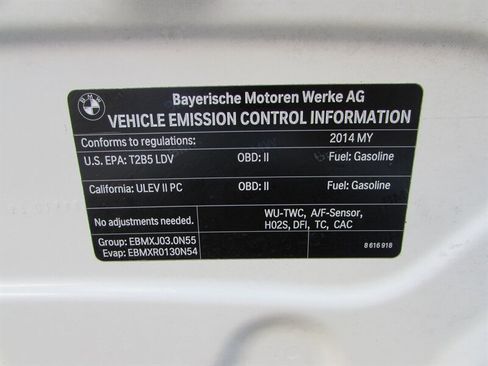 BMW
Bayerische Motoren Werke AG
VEHICLE EMISSION CONTROL INFORMATION
Conforms to regulations: 2014 MY
U.S. EPA: T2B5 LDV OBD: II Fuel: Gasoline
California: ULEV II PC OBD: II Fuel: Gasoline
No adjustments needed.
WU-TWC, A/F-Sensor,
HO2S, DFI, TC, CAC
Group: EBMXJ03.0N55
Evap: EBMXR0130N54
8 616 918